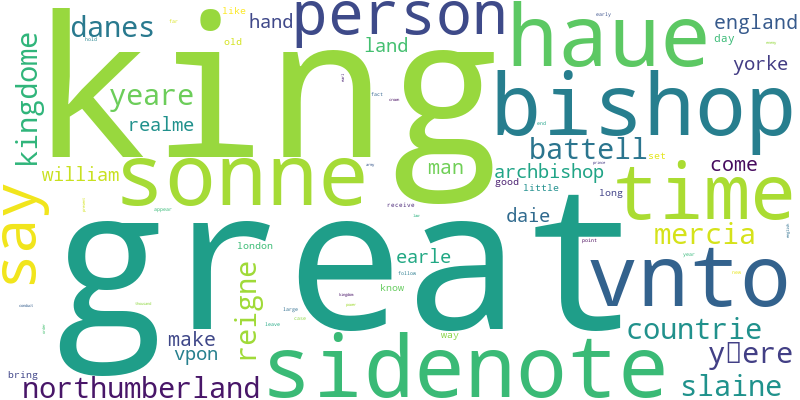 like
early
danes
hand
person
haue
england
old
land
day
king
kingdome
yeare
bishop
yorke
realme
fact
battell
end
set
come
sonne
man
archbishop
william
good
little
long
time
say
receive
daie
mercia
appear
great
point
london
earle
vnto
year
reigne
follow
know
kingdom
large
leave
way
countrie
make
vpon
sidenote
y□ere
bring
northumberland
slaine